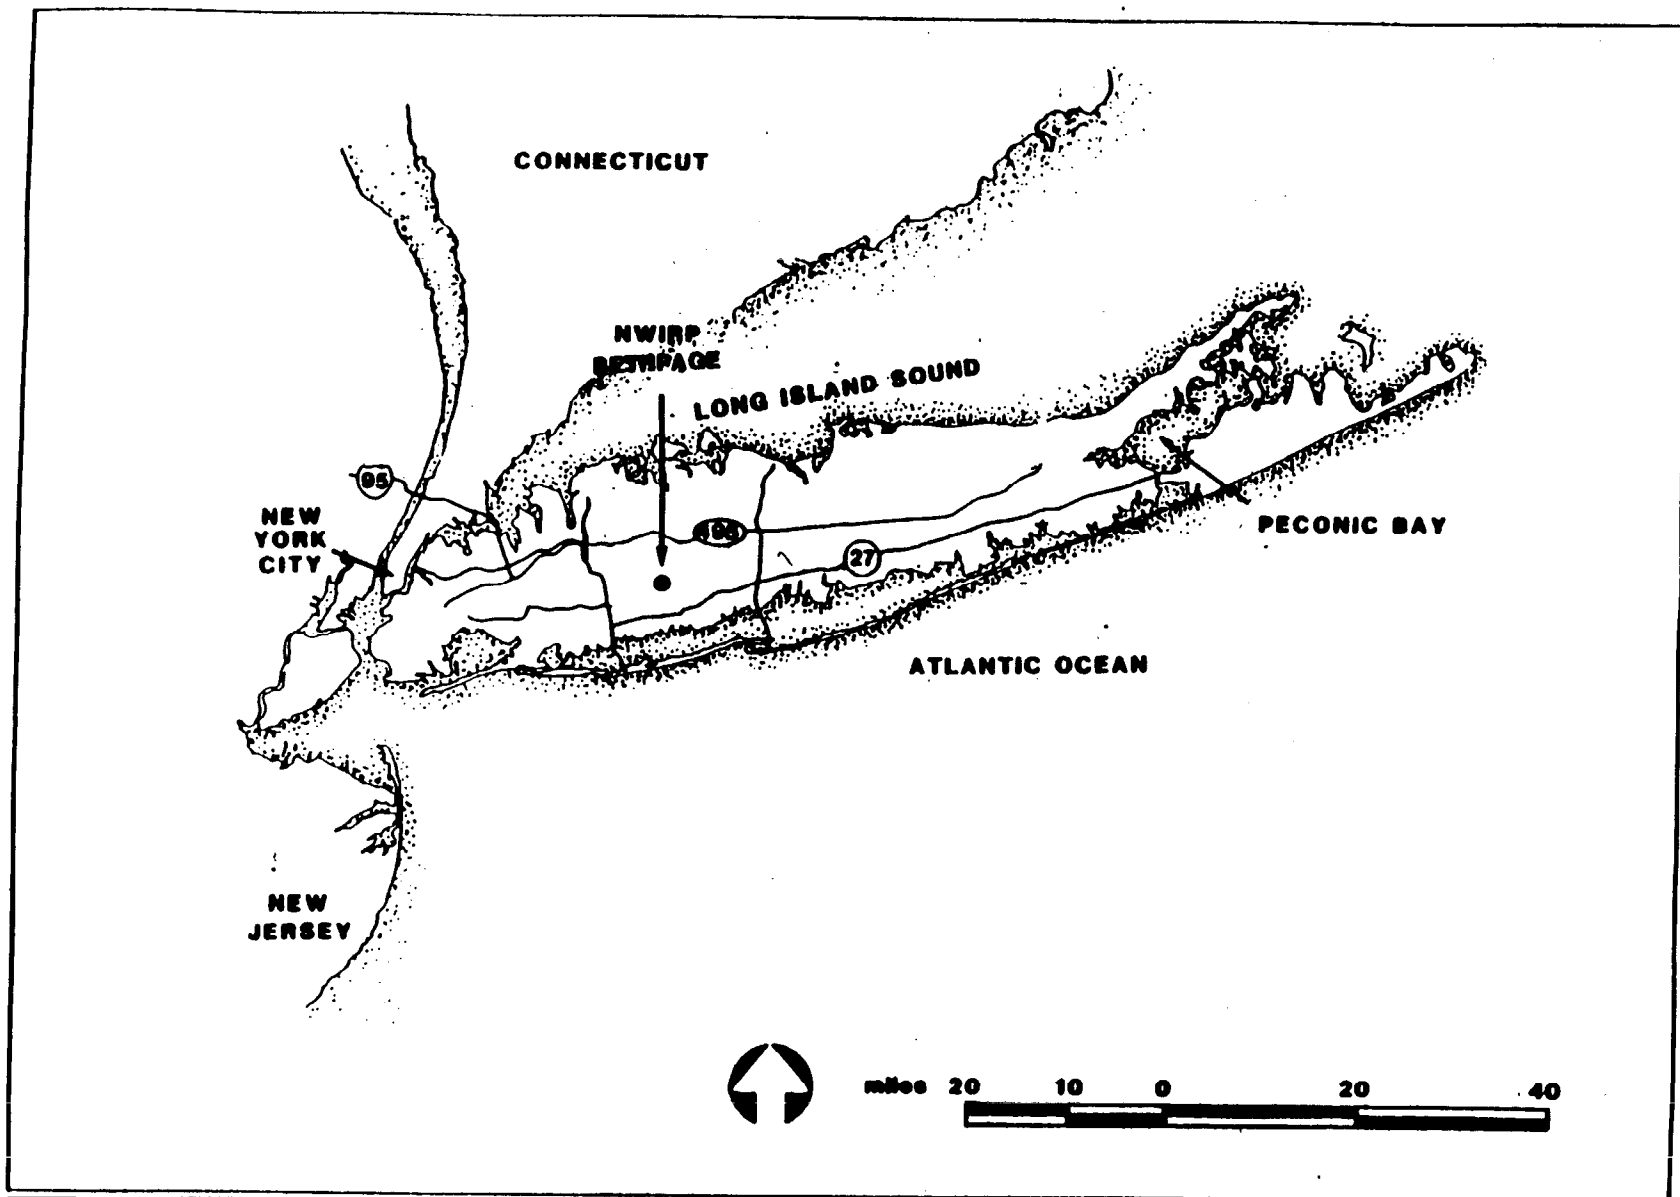 CONNECTICUT
NWIRP
BETHPAGE
LONG ISLAND SOUND
95
NEW
YORK
CITY
495
27
PECONIC BAY
ATLANTIC OCEAN
NEW
JERSEY
miles 20 10 0 20 40